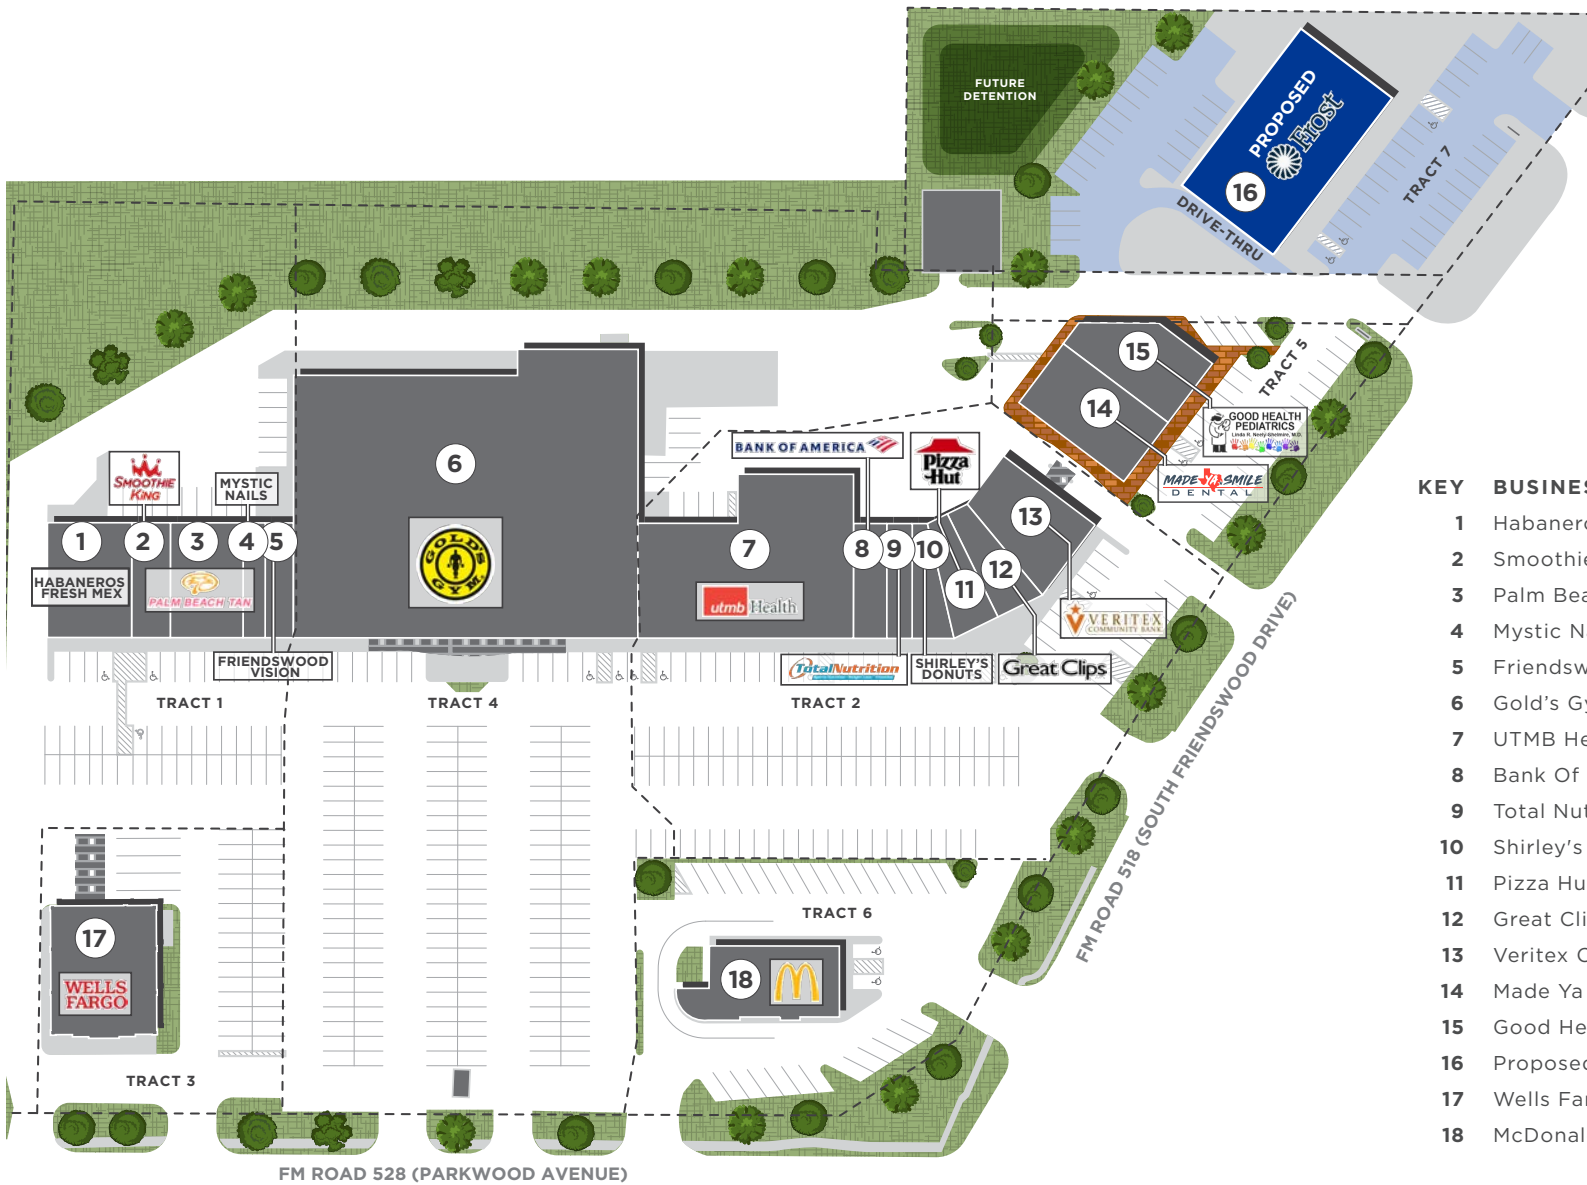 FUTURE
DETENTION
PROPOSED
Frost
16
DRIVE-THRU
TRACT 7
15
14
TRACT 5
GOOD HEALTH
PEDIATRICS
Linda R. Neely-Shelmire, M.D.
MADE YA SMILE
DENTAL
BANK OF AMERICA
Pizza
Hut
SMOOTHIE
KING
MYSTIC
NAILS
6
GOLD'S
GYM
1
2
3
4
5
7
8
9
10
11
12
13
HABANEROS
FRESH MEX
PALM BEACH TAN
utmb Health
VERITEX
COMMUNITY BANK
FRIENDSWOOD
VISION
TotalNutrition
SHIRLEY'S
DONUTS
Great Clips
TRACT 1
TRACT 4
TRACT 2
FM ROAD 518 (SOUTH FRIENDSWOOD DRIVE)
17
WELLS
FARGO
TRACT 6
18
TRACT 3
FM ROAD 528 (PARKWOOD AVENUE)
KEY BUSINES
1 Habanero
2 Smoothie
3 Palm Bea
4 Mystic Na
5 Friendsw
6 Gold's Gy
7 UTMB He
8 Bank Of
9 Total Nut
10 Shirley's
11 Pizza Hu
12 Great Cli
13 Veritex C
14 Made Ya
15 Good He
16 Proposed
17 Wells Far
18 McDonal